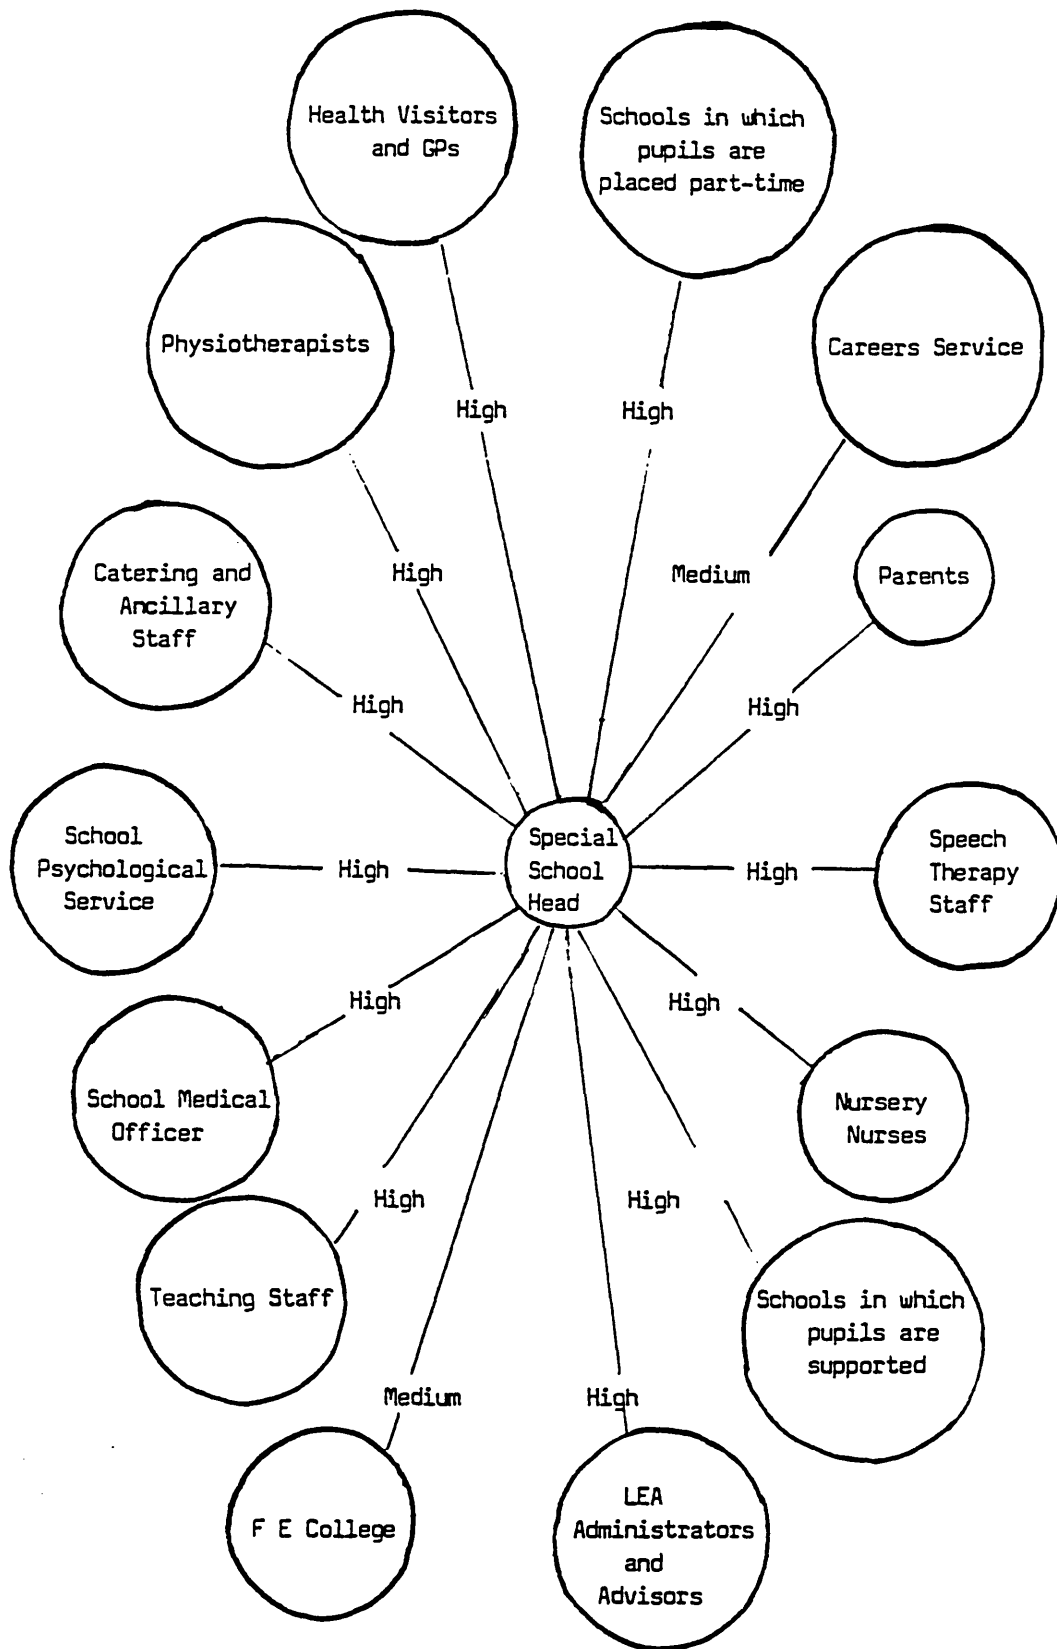 Health Visitors
and GPs
Schools in which
pupils are
placed part-time
Physiotherapists
Careers Service
High
High
Catering and
Ancillary
Staff
High
Medium
Parents
High
High
School
Psychological
Service
High
Special
School
Head
High
Speech
Therapy
Staff
High
High
School Medical
Officer
Nursery
Nurses
High
High
Teaching Staff
Schools in which
pupils are
supported
Medium
High
F E College
LEA
Administrators
and
Advisors